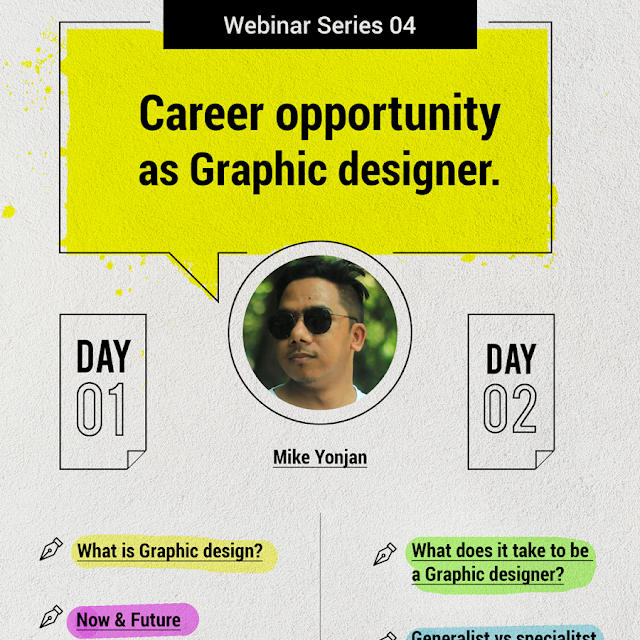 Webinar Series 04
Career opportunity
as Graphic designer.
DAY
01
DAY
02
Mike Yonjan
What is Graphic design?
Now & Future
What does it take to be
a Graphic designer?
Generalist vs specialitst